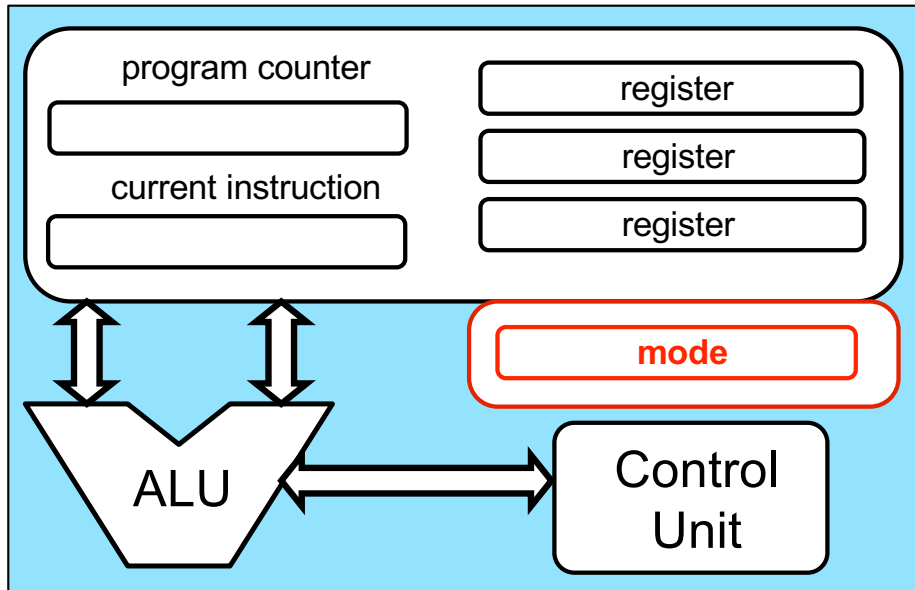 program counter
current instruction
register
register
register
mode
ALU
Control
Unit